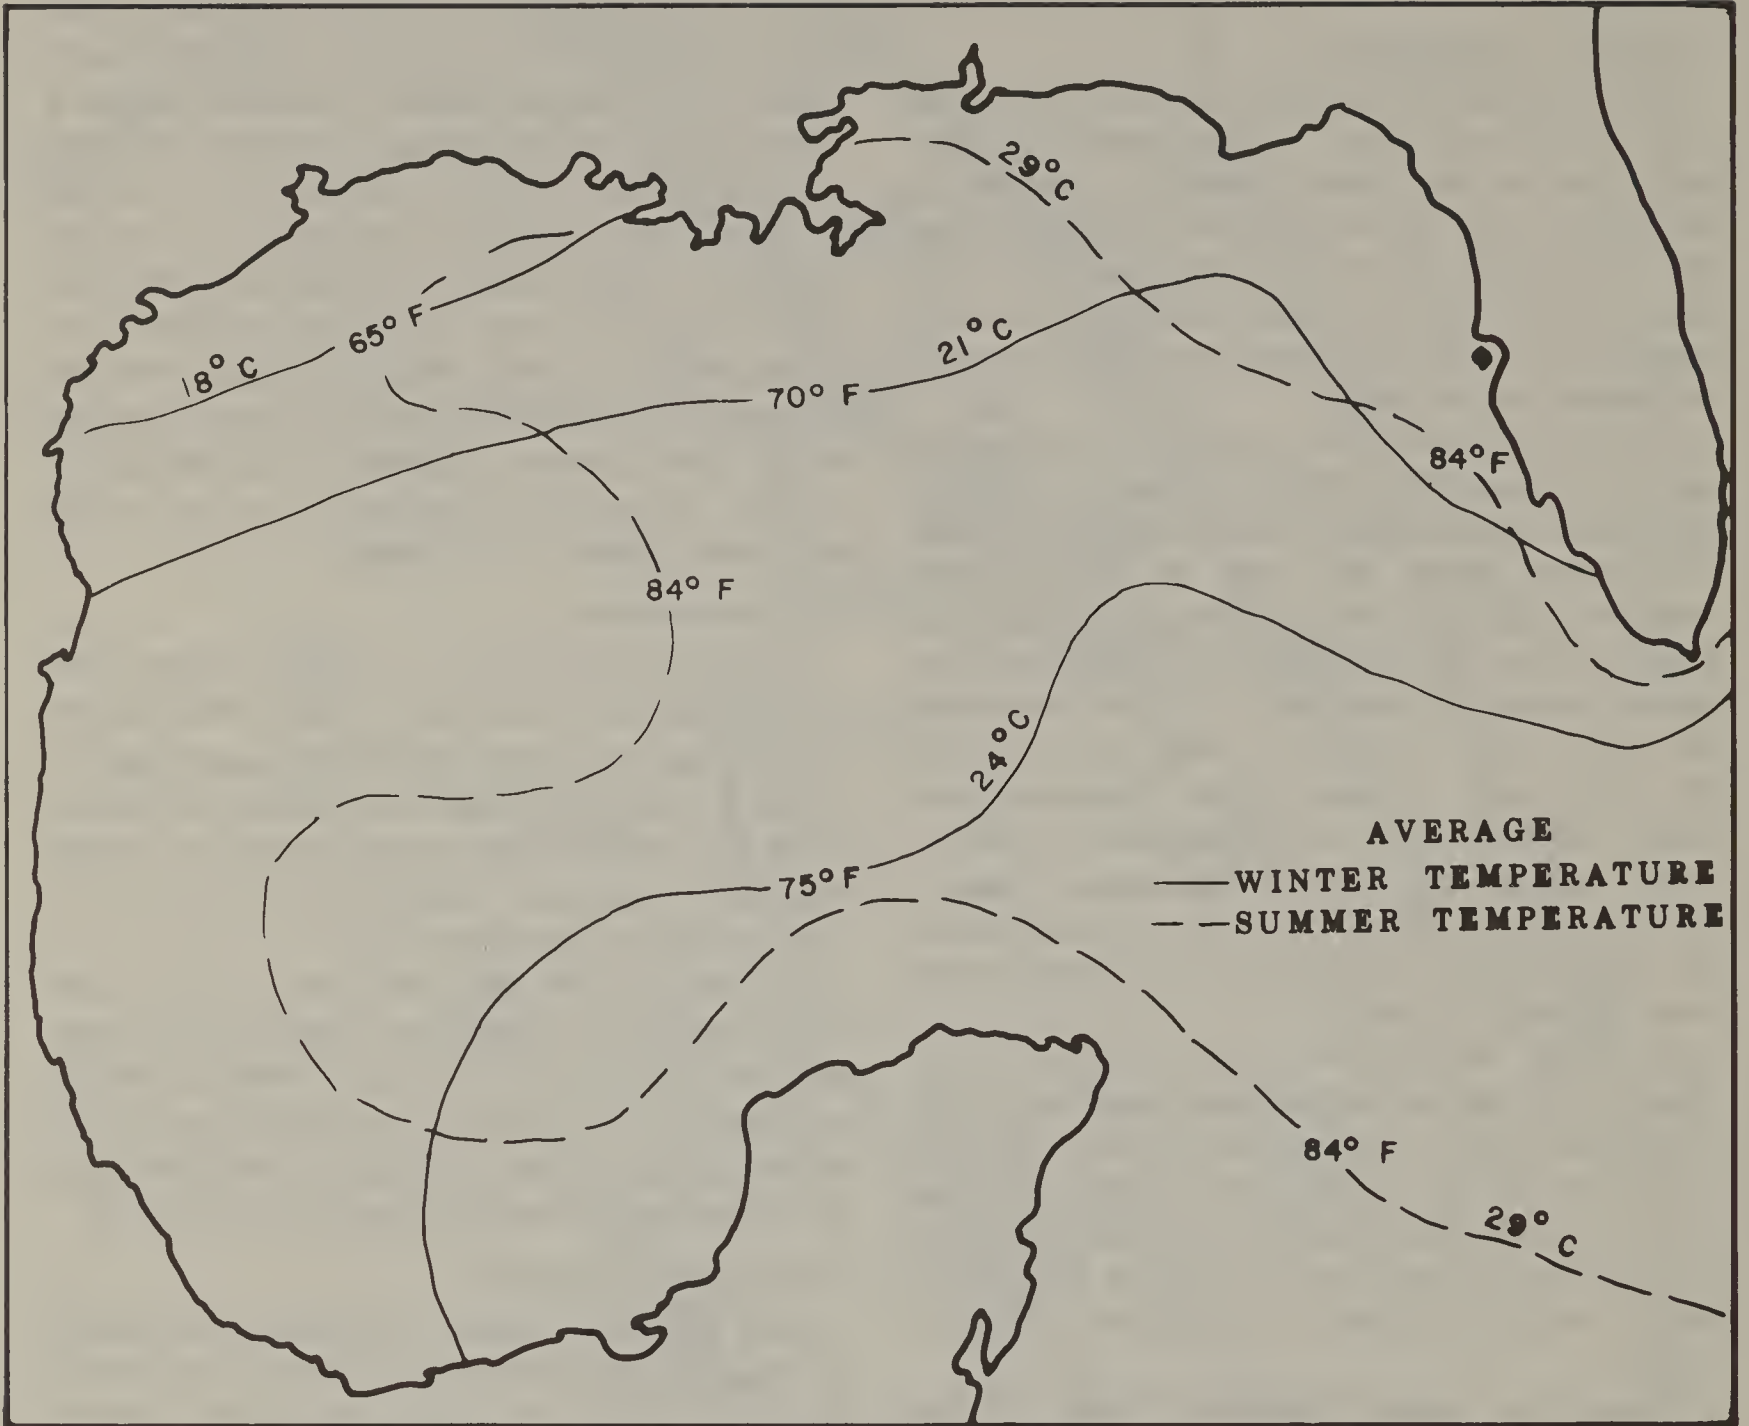 29° C
65° F
18° C
21° C
70° F
84° F
84° F
24° C
75° F
AVERAGE
WINTER TEMPERATURE
SUMMER TEMPERATURE
84° F
29° C